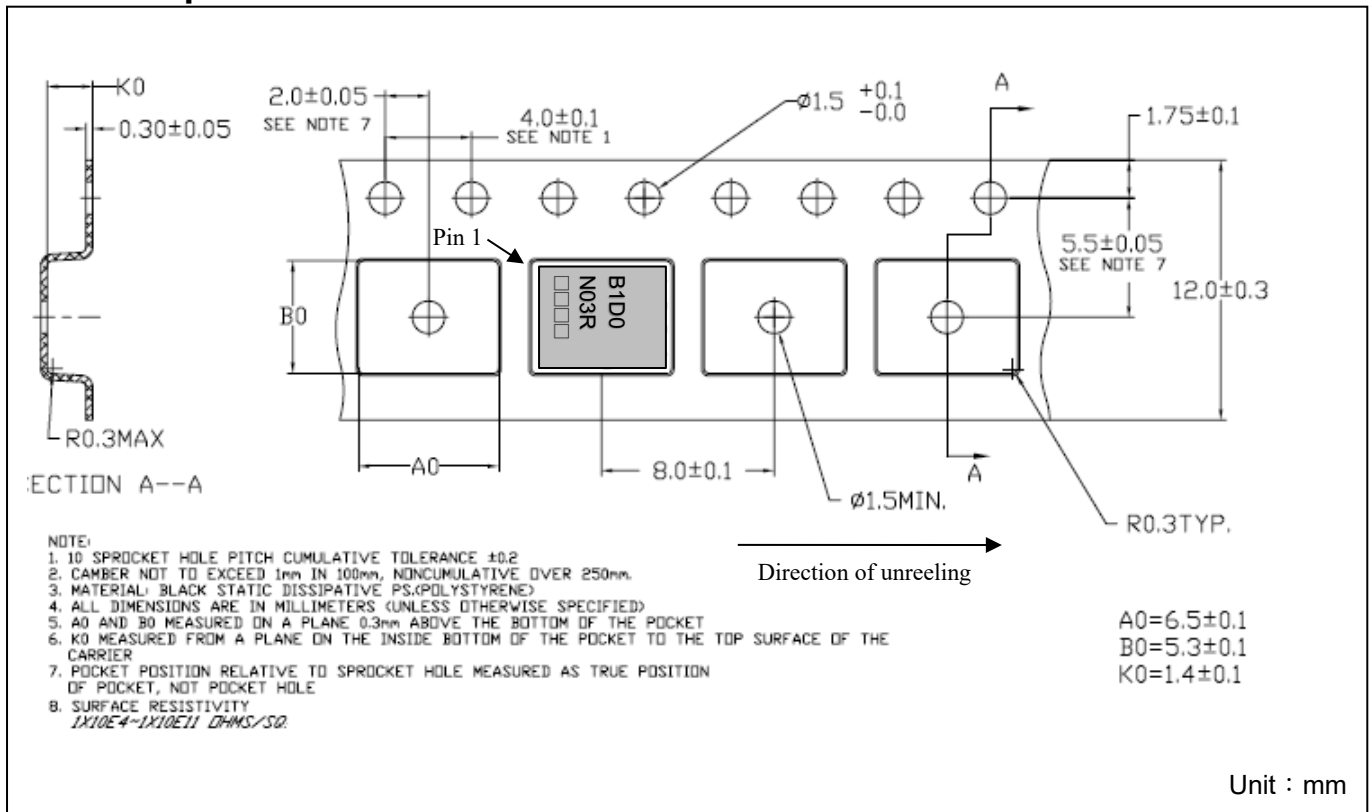 K0
0.30±0.05
2.0±0.05
SEE NOTE 7
4.0±0.1
SEE NOTE 1
Ø1.5 +0.1 -0.0
A
1.75±0.1
Pin 1
B1D0
N03R
□□□□
B0
5.5±0.05
SEE NOTE 7
12.0±0.3
R0.3MAX
A0
8.0±0.1
A
Ø1.5MIN.
R0.3TYP.
ECTION A--A
Direction of unreeling
NOTE:
1. 10 SPROCKET HOLE PITCH CUMULATIVE TOLERANCE ±0.2
2. CAMBER NOT TO EXCEED 1mm IN 100mm, NONCUMULATIVE OVER 250mm.
3. MATERIAL: BLACK STATIC DISSIPATIVE PS.(POLYSTYRENE)
4. ALL DIMENSIONS ARE IN MILLIMETERS (UNLESS OTHERWISE SPECIFIED)
5. A0 AND B0 MEASURED ON A PLANE 0.3mm ABOVE THE BOTTOM OF THE POCKET
6. K0 MEASURED FROM A PLANE ON THE INSIDE BOTTOM OF THE POCKET TO THE TOP SURFACE OF THE
CARRIER
7. POCKET POSITION RELATIVE TO SPROCKET HOLE MEASURED AS TRUE POSITION
OF POCKET, NOT POCKET HOLE
8. SURFACE RESISTIVITY
1X10E4~1X10E11 OHMS/SQ.
A0=6.5±0.1
B0=5.3±0.1
K0=1.4±0.1
Unit：mm